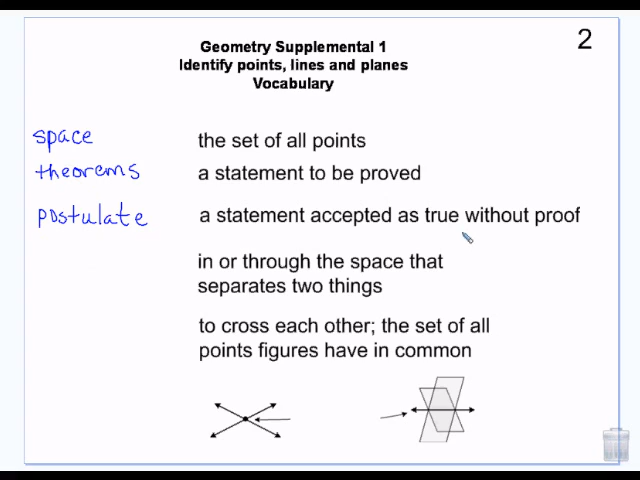 2
Geometry Supplemental 1
Identify points, lines and planes
Vocabulary
space the set of all points
theorems a statement to be proved
postulate a statement accepted as true without proof
in or through the space that
separates two things
to cross each other; the set of all
points figures have in common